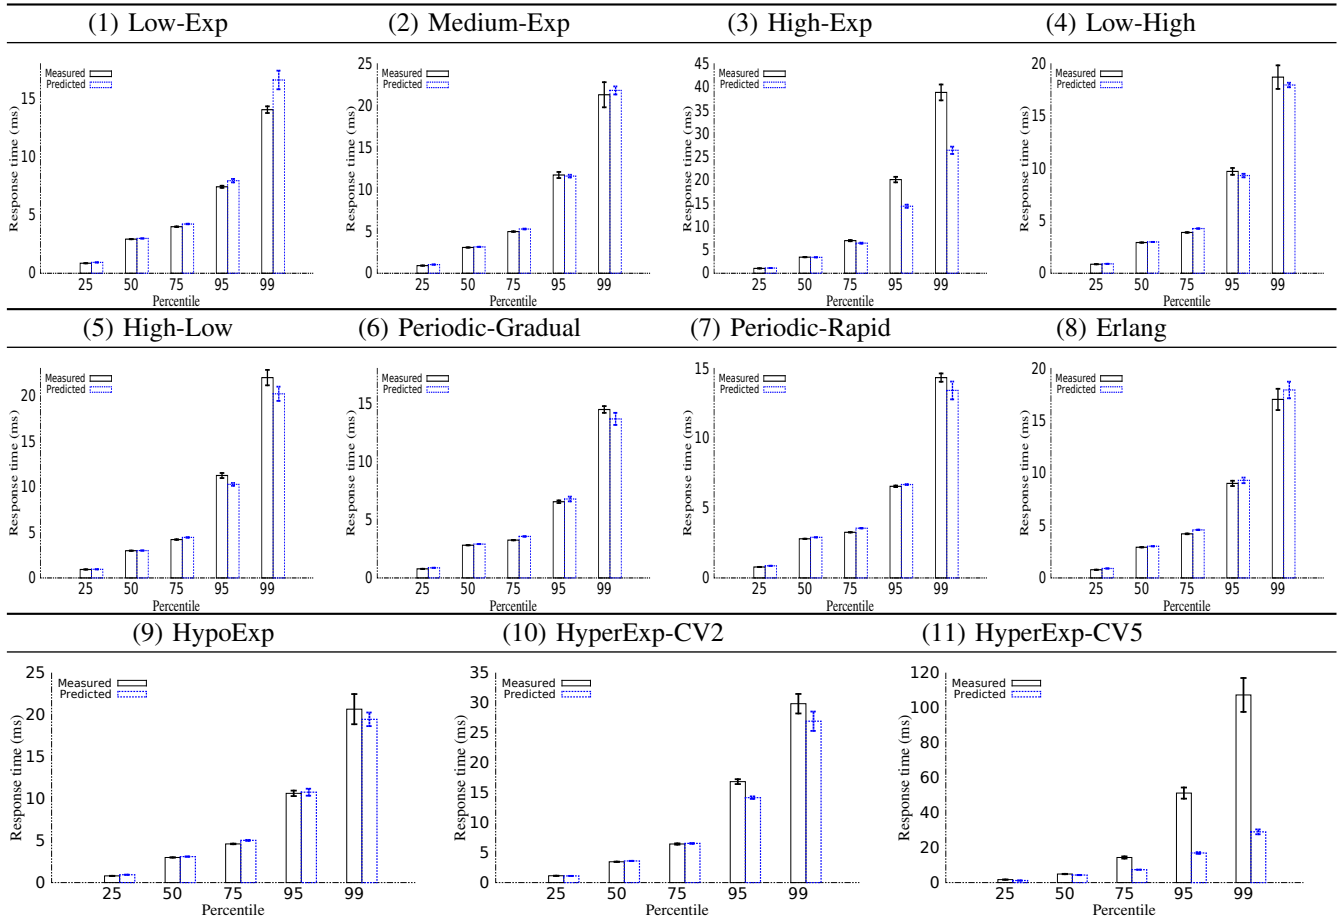 (1) Low-Exp (2) Medium-Exp (3) High-Exp (4) Low-High
Response time (ms)
Measured
Predicted
15
10
5
0
25 50 75 95 99
Percentile
Response time (ms)
Measured
Predicted
25
20
15
10
5
0
25 50 75 95 99
Percentile
Response time (ms)
Measured
Predicted
45
40
35
30
25
20
15
10
5
0
25 50 75 95 99
Percentile
Response time (ms)
Measured
Predicted
20
15
10
5
0
25 50 75 95 99
Percentile
(5) High-Low (6) Periodic-Gradual (7) Periodic-Rapid (8) Erlang
Response time (ms)
Measured
Predicted
20
15
10
5
0
25 50 75 95 99
Percentile
Response time (ms)
Measured
Predicted
15
10
5
0
25 50 75 95 99
Percentile
Response time (ms)
Measured
Predicted
15
10
5
0
25 50 75 95 99
Percentile
Response time (ms)
Measured
Predicted
20
15
10
5
0
25 50 75 95 99
Percentile
(9) HypoExp (10) HyperExp-CV2 (11) HyperExp-CV5
Response time (ms)
Measured
Predicted
25
20
15
10
5
0
25 50 75 95 99
Percentile
Response time (ms)
Measured
Predicted
35
30
25
20
15
10
5
0
25 50 75 95 99
Percentile
Response time (ms)
Measured
Predicted
120
100
80
60
40
20
0
25 50 75 95 99
Percentile